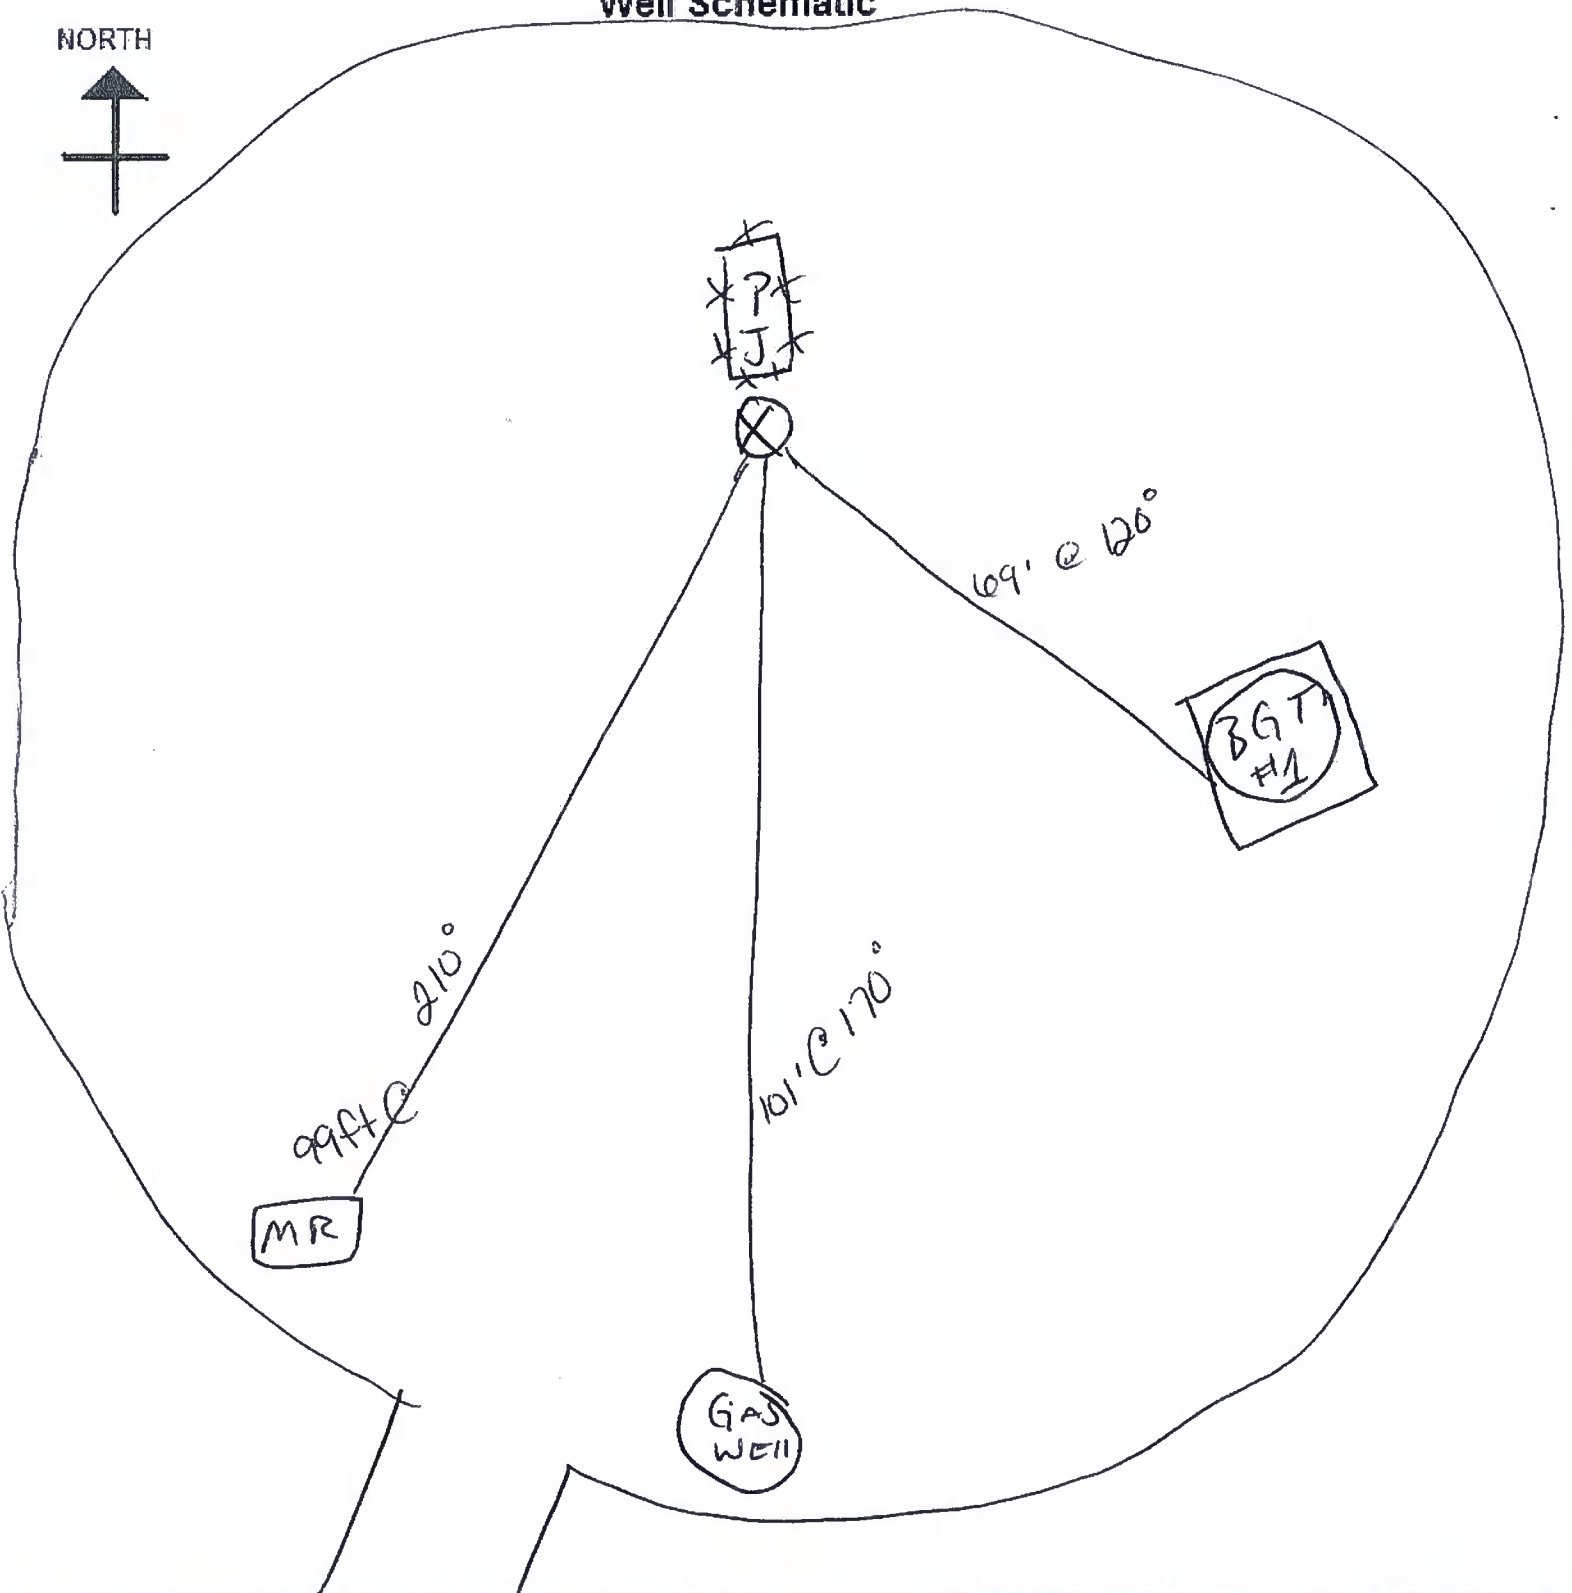 Well Schematic
NORTH
P
J
69' @ 120°
BGT
#1
210°
99ft @
101' @ 170°
MR
GAS
WEll